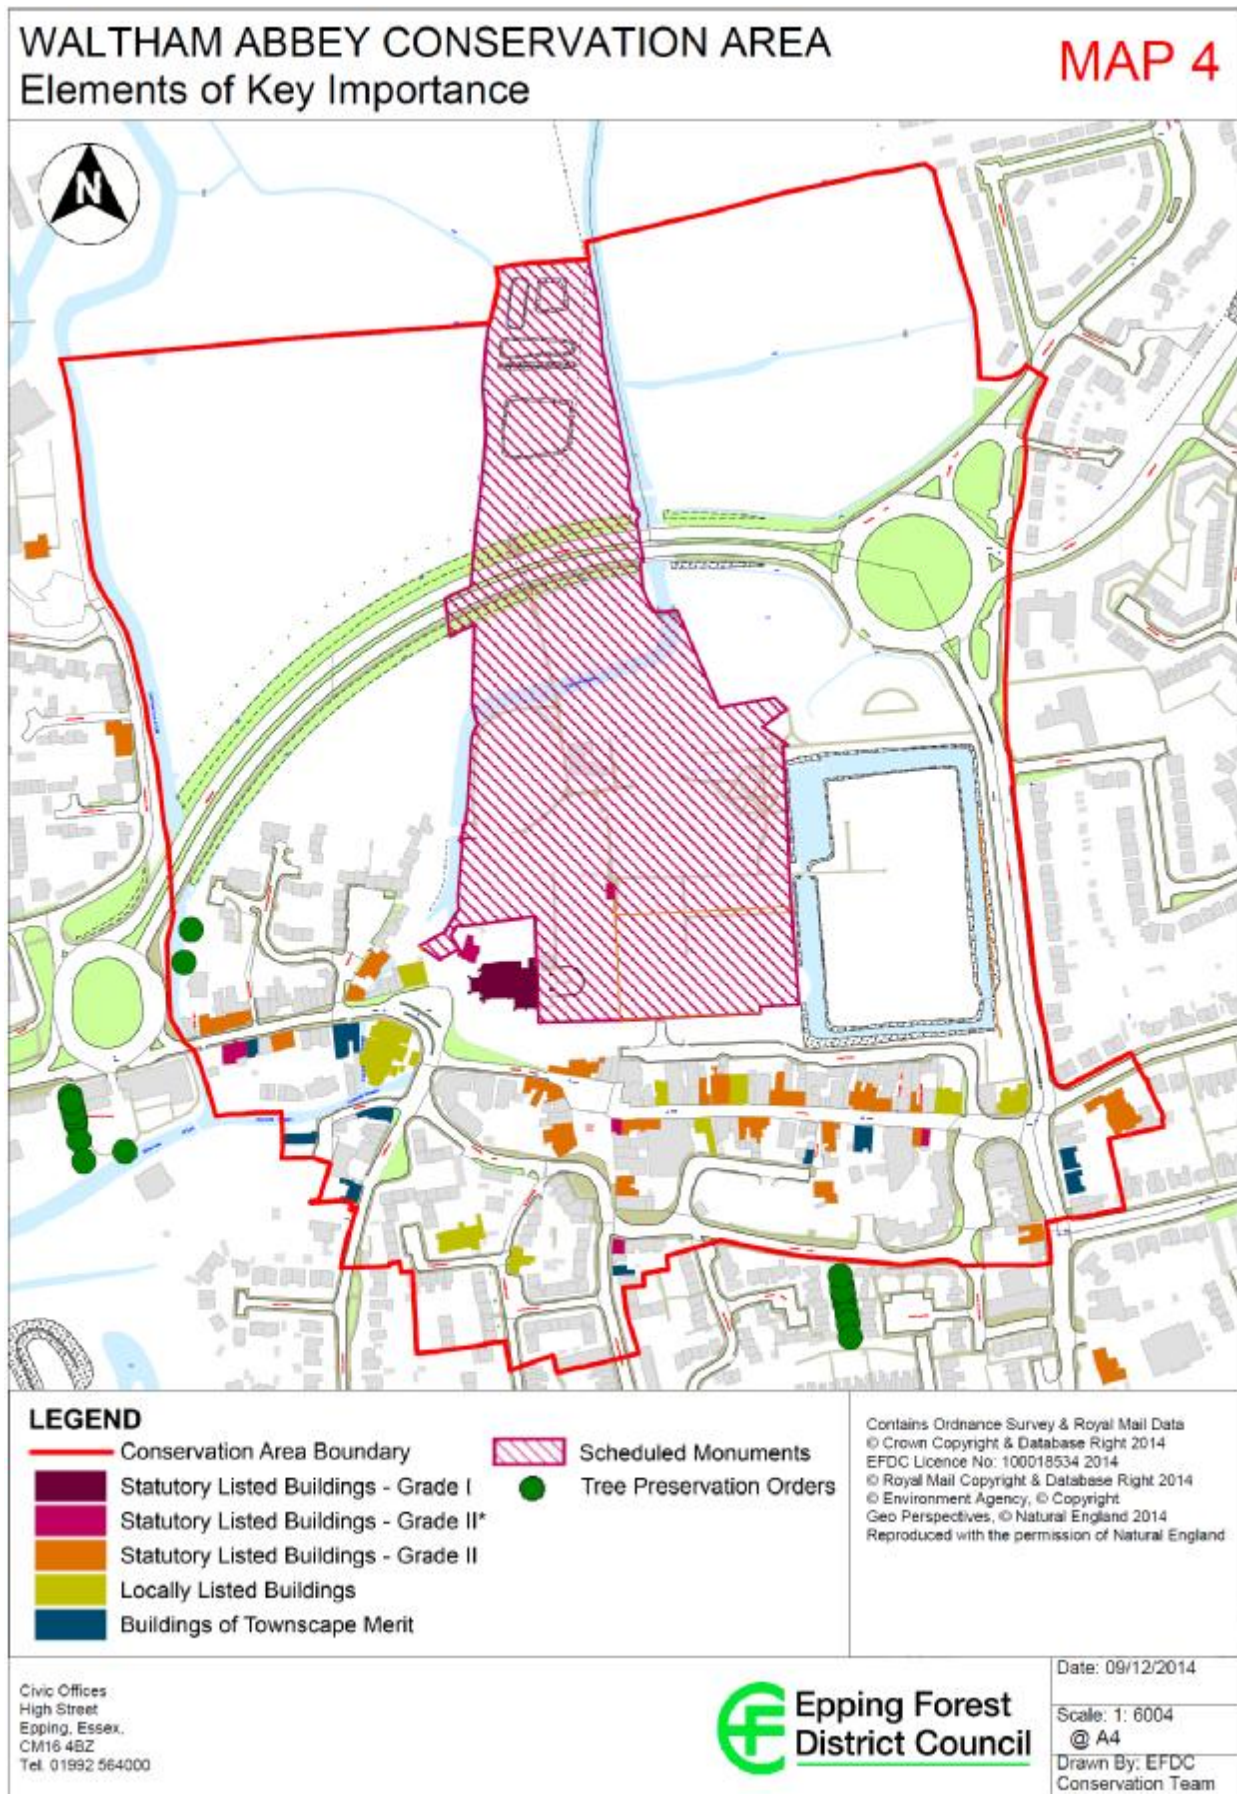 WALTHAM ABBEY CONSERVATION AREA
Elements of Key Importance
MAP 4
N
LEGEND
Conservation Area Boundary
Statutory Listed Buildings - Grade I
Statutory Listed Buildings - Grade II*
Statutory Listed Buildings - Grade II
Locally Listed Buildings
Buildings of Townscape Merit
Scheduled Monuments
Tree Preservation Orders
Contains Ordnance Survey & Royal Mail Data
© Crown Copyright & Database Right 2014
EFDC Licence No: 100018534 2014
© Royal Mail Copyright & Database Right 2014
© Environment Agency, © Copyright
Geo Perspectives, © Natural England 2014
Reproduced with the permission of Natural England
Civic Offices
High Street
Epping, Essex,
CM16 4BZ
Tel. 01992 564000
Epping Forest
District Council
Date: 09/12/2014
Scale: 1: 6004
@ A4
Drawn By: EFDC
Conservation Team